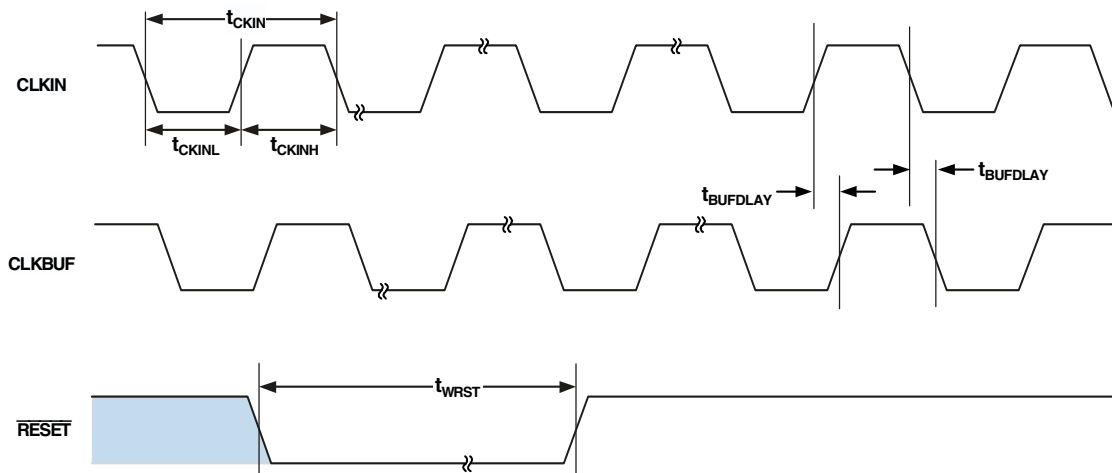 tCKIN
CLKIN
tCKINL
tCKINH
tBUFDLAY
tBUFDLAY
CLKBUF
tWRST
RESET